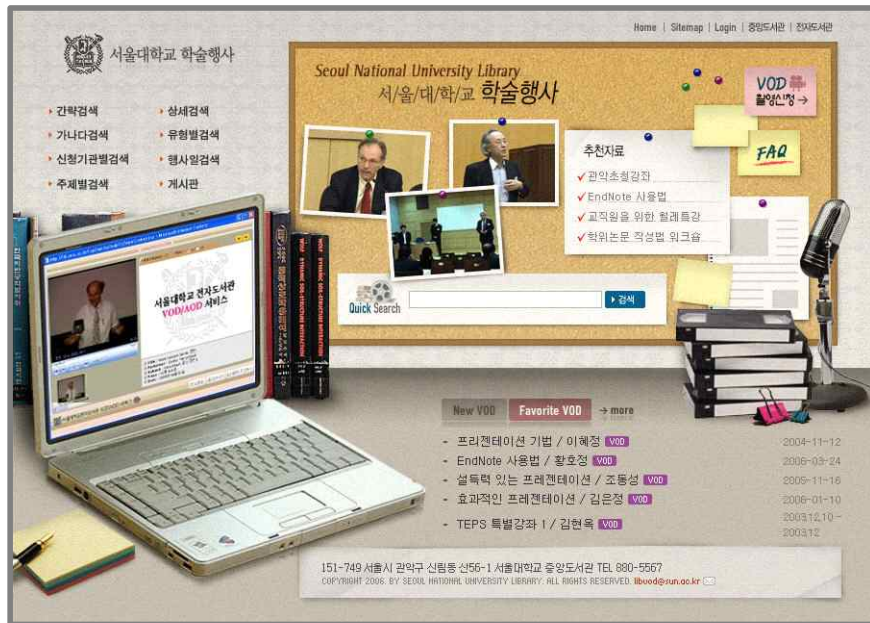 Home | Sitemap | Login | 중앙도서관 | 전자도서관
서울대학교 학술행사
간략검색
상세검색
가나다검색
유형별검색
신청기관별검색
행사일검색
주제별검색
게시판
Seoul National University Library
서/울/대/학/교 학술행사
VOD
촬영신청 →
FAQ
추천자료
관악초청강좌
EndNote 사용법
교직원을 위한 릴레특강
학위논문 작성법 워크숍
Quick Search
검색
서울대학교 전자도서관
VOD/AOD 서비스
New VOD
Favorite VOD
→ more
- 프리젠테이션 기법 / 이혜정 VOD 2004-11-12
- EndNote 사용법 / 황호정 VOD 2006-03-24
- 설득력 있는 프레젠테이션 / 조동성 VOD 2005-11-16
- 효과적인 프레젠테이션 / 김은정 VOD 2006-01-10
- TEPS 특별강좌 1 / 김현옥 VOD 2003.12.10 ~ 2003.12
151-749 서울시 관악구 신림동 산56-1 서울대학교 중앙도서관 TEL 880-5567
COPYRIGHT 2006. BY SEOUL NATIONAL UNIVERSITY LIBRARY. ALL RIGHTS RESERVED. libvod@snu.ac.kr